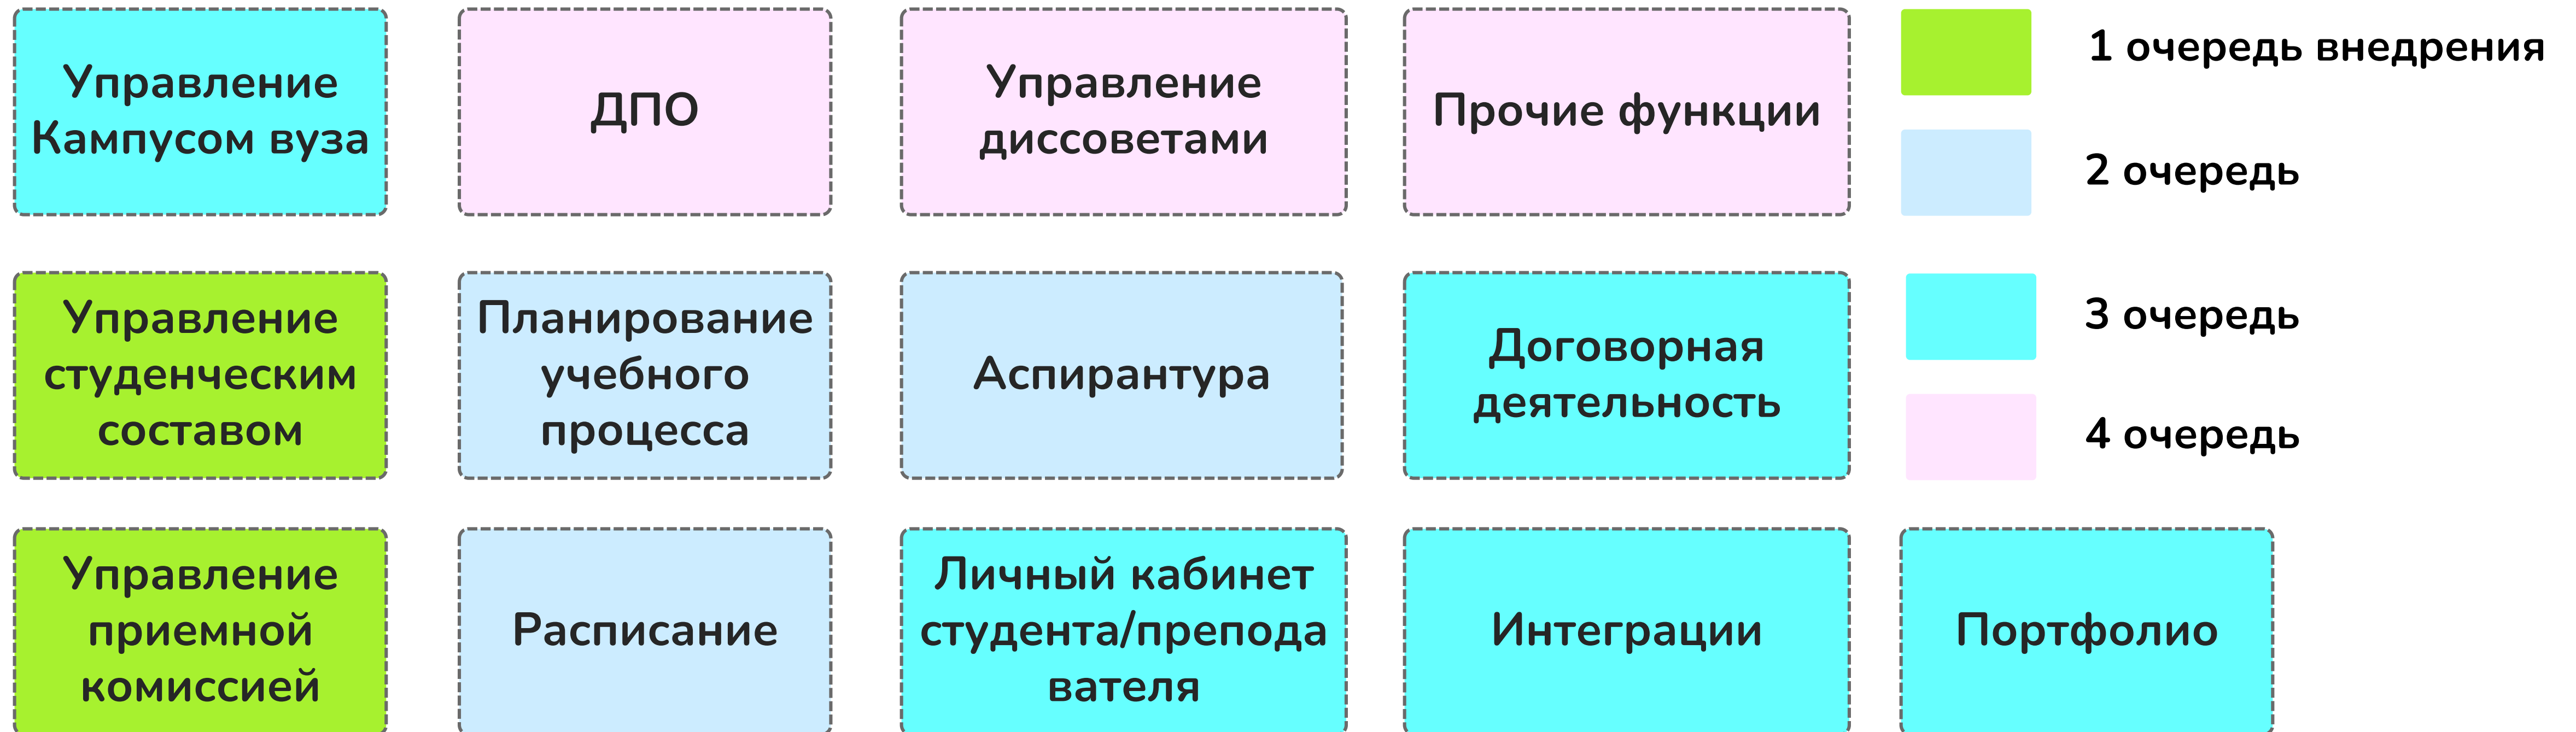 Управление
Кампусом вуза
ДПО
Управление
диссоветами
Прочие функции
1 очередь внедрения
2 очередь
Управление
студенческим
составом
Планирование
учебного
процесса
Аспирантура
Договорная
деятельность
3 очередь
4 очередь
Управление
приемной
комиссией
Расписание
Личный кабинет
студента/препода
вателя
Интеграции
Портфолио